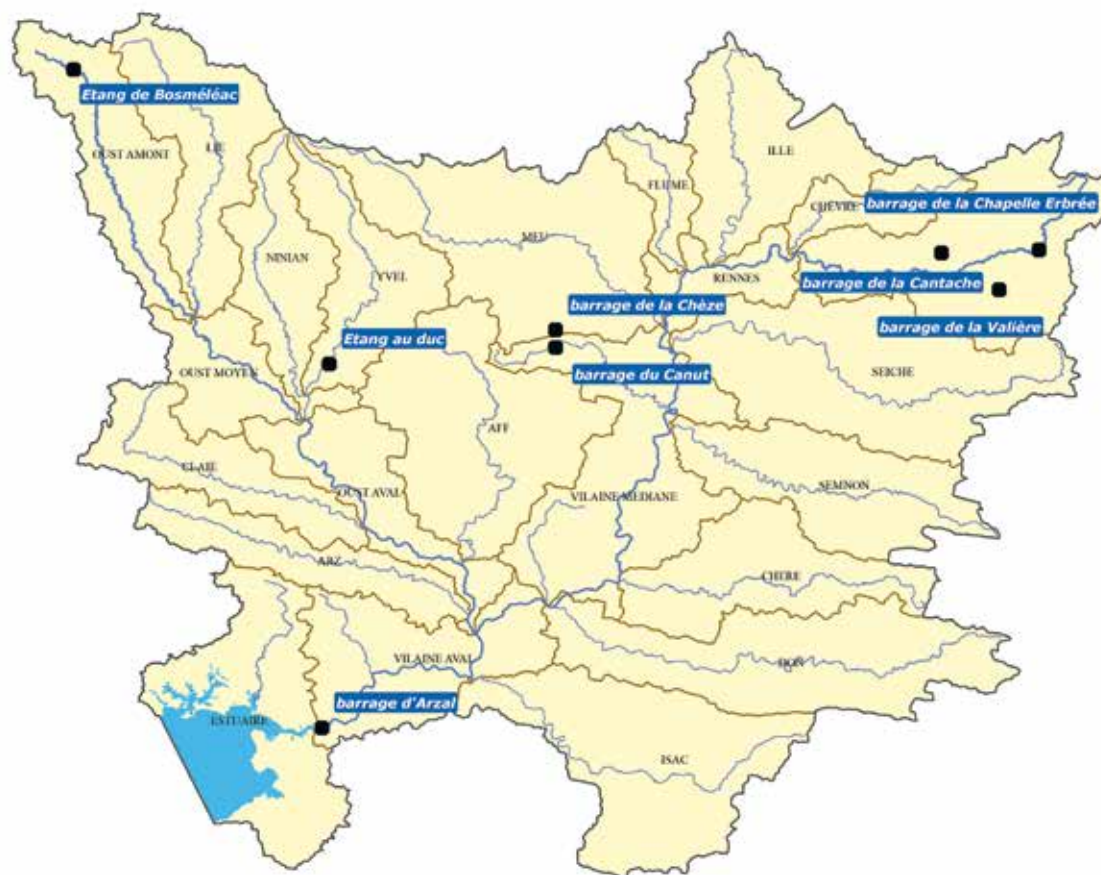 Etang de Bosméléac
OUST AMONT
LIE
ILLE
FLUME
barrage de la Chapelle Erbrée
CHEVRE
MEU
NINIAN
YVEL
RENNES
barrage de la Cantache
barrage de la Chèze
barrage de la Valière
Etang au duc
OUST MOYEN
barrage du Canut
SEICHE
AFF
CLAIE
OUST AVAL
VILAINE MEDIANE
SEMNON
ARZ
CHERE
VILAINE AVAL
DON
barrage d'Arzal
ESTUAIRE
ISAC